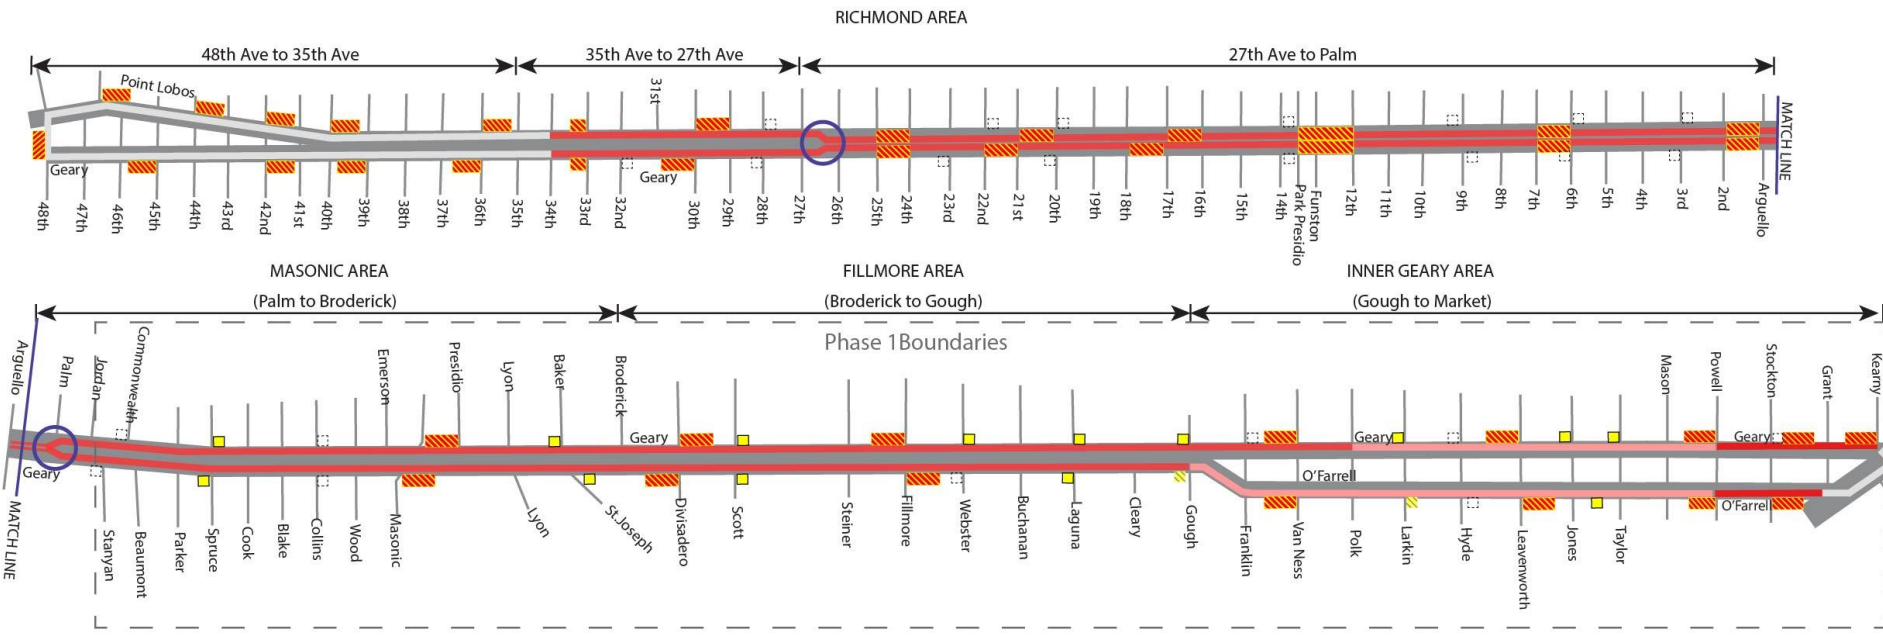 RICHMOND AREA
48th Ave to 35th Ave
35th Ave to 27th Ave
27th Ave to Palm
Point Lobos
31st
MATCH LINE
Geary
Geary
48th
47th
46th
45th
44th
43rd
42nd
41st
40th
39th
38th
37th
36th
35th
34th
33rd
32nd
30th
29th
28th
27th
26th
25th
24th
23rd
22nd
21st
20th
19th
18th
17th
16th
15th
14th
Park Presidio
Funston
12th
11th
10th
9th
8th
7th
6th
5th
4th
3rd
2nd
Arguello
MASONIC AREA
FILLMORE AREA
INNER GEARY AREA
(Palm to Broderick)
(Broderick to Gough)
(Gough to Market)
Phase 1Boundaries
Arguello
Palm
Jordan
Commonwealth
Emerson
Presidio
Lyon
Baker
Broderick
Mason
Powell
Stockton
Grant
Kearny
Geary
Geary
Geary
Geary
O'Farrell
O'Farrell
MATCH LINE
Stanyan
Beaumont
Parker
Spruce
Cook
Blake
Collins
Wood
Masonic
Lyon
St.Joseph
Divisadero
Scott
Steiner
Fillmore
Webster
Buchanan
Laguna
Cleary
Gough
Franklin
Van Ness
Polk
Larkin
Hyde
Leavenworth
Jones
Taylor